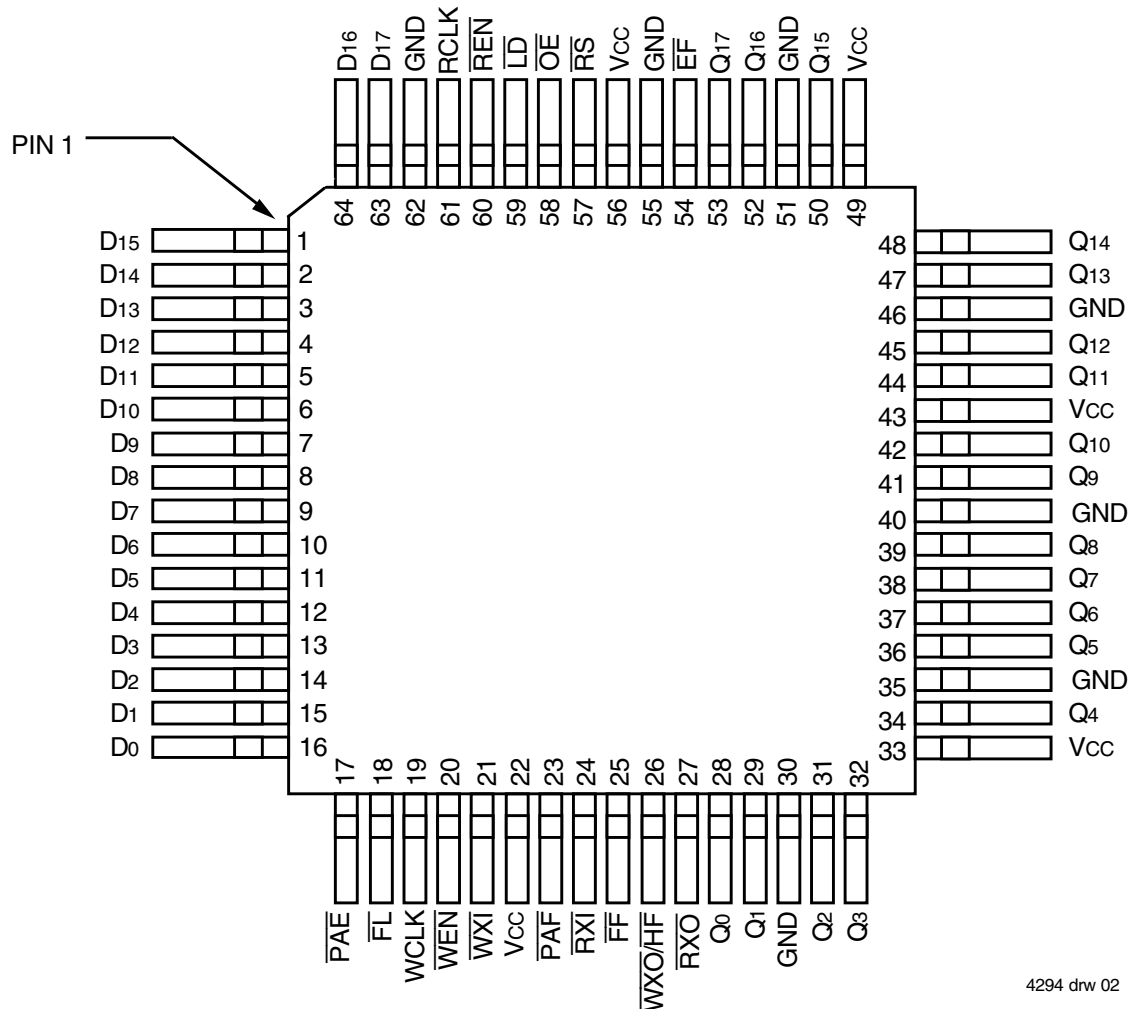 D16 D17 GND RCLK REN LD OE RS VCC GND EF Q17 Q16 GND Q15 VCC
PIN 1
64 63 62 61 60 59 58 57 56 55 54 53 52 51 50 49
D15 1 48 Q14
D14 2 47 Q13
D13 3 46 GND
D12 4 45 Q12
D11 5 44 Q11
D10 6 43 VCC
D9 7 42 Q10
D8 8 41 Q9
D7 9 40 GND
D6 10 39 Q8
D5 11 38 Q7
D4 12 37 Q6
D3 13 36 Q5
D2 14 35 GND
D1 15 34 Q4
D0 16 33 VCC
17 18 19 20 21 22 23 24 25 26 27 28 29 30 31 32
PAE FL WCLK WEN WXI VCC PAF RXI FF WXO/HF RXO Q0 Q1 GND Q2 Q3
4294 drw 02